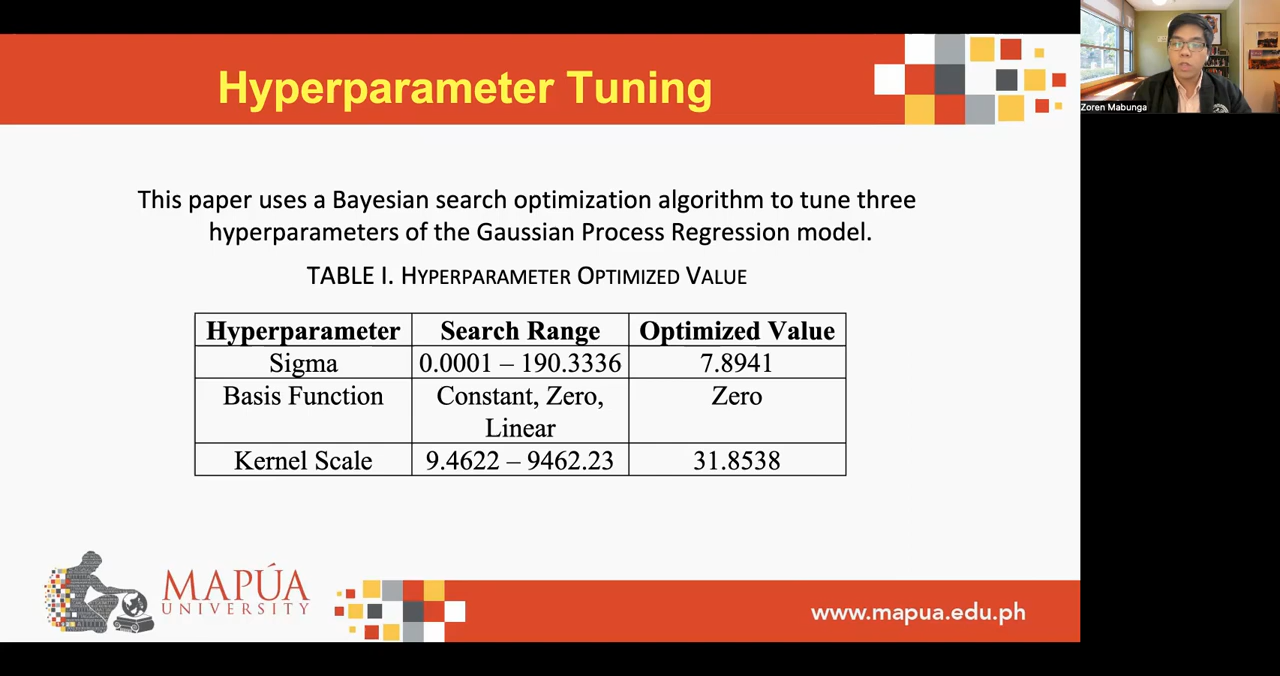 Hyperparameter Tuning
Zoren Mabunga
This paper uses a Bayesian search optimization algorithm to tune three
hyperparameters of the Gaussian Process Regression model.
TABLE I. HYPERPARAMETER OPTIMIZED VALUE
Hyperparameter Search Range Optimized Value
Sigma 0.0001 – 190.3336 7.8941
Basis Function Constant, Zero, Zero
Linear
Kernel Scale 9.4622 – 9462.23 31.8538
MAPÚA
UNIVERSITY
www.mapua.edu.ph